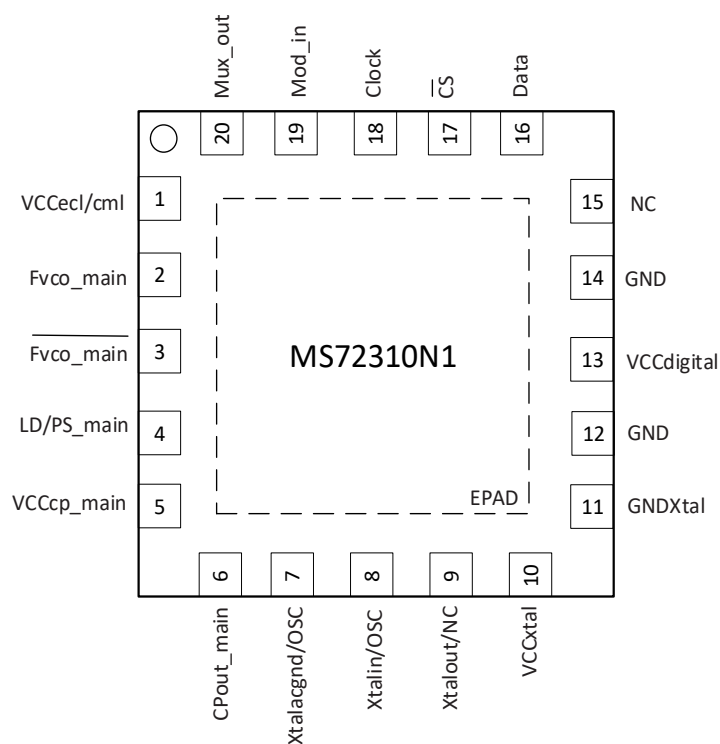 Mux_out
Mod_in
Clock
C̅S̅
Data
20
19
18
17
16
VCCecl/cml
1
15
NC
Fvco_main
2
14
GND
Fvco_main
3
MS72310N1
13
VCCdigital
LD/PS_main
4
12
GND
VCCcp_main
5
EPAD
11
GNDXtal
6
7
8
9
10
CPout_main
Xtalacgnd/OSC
Xtalin/OSC
Xtalout/NC
VCCxtal